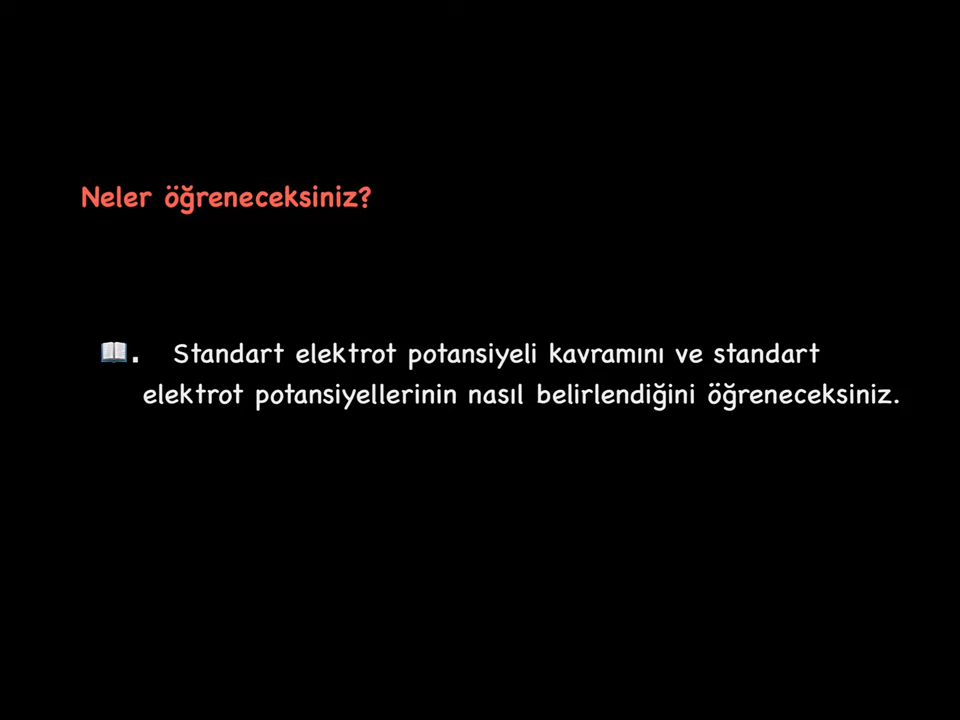 Neler öğreneceksiniz?
📖. Standart elektrot potansiyeli kavramını ve standart
elektrot potansiyellerinin nasıl belirlendiğini öğreneceksiniz.